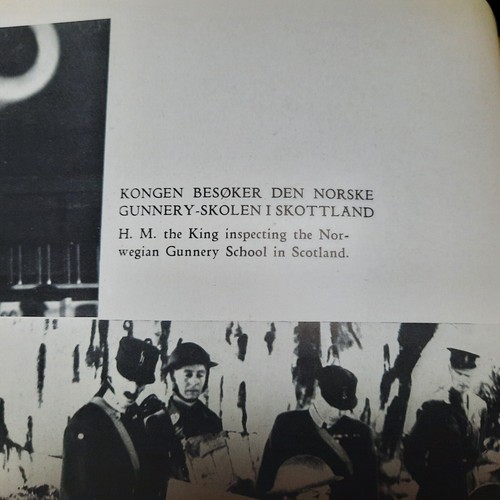 KONGEN BESØKER DEN NORSKE
GUNNERY-SKOLEN I SKOTTLAND
H. M. the King inspecting the Nor-
wegian Gunnery School in Scotland.